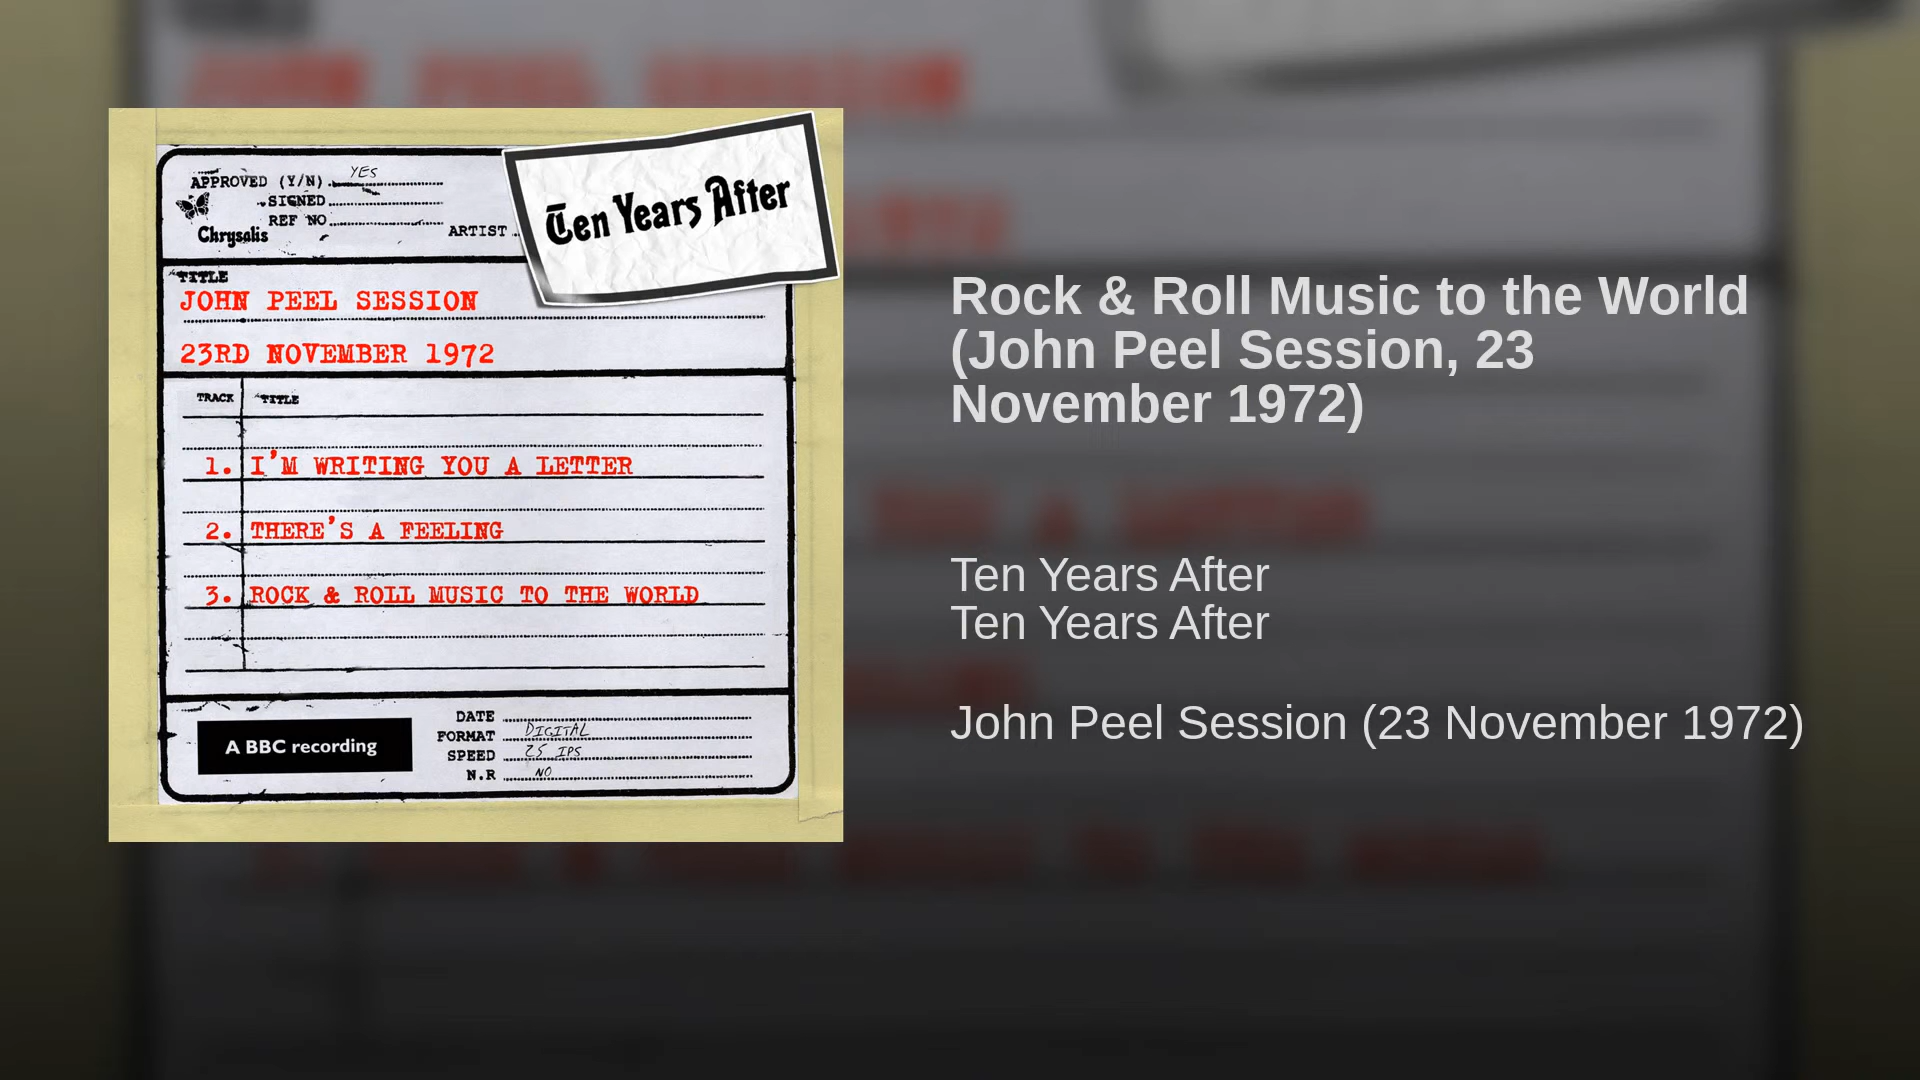 APPROVED (Y/N) YES
SIGNED
REF NO
Chrysalis
ARTIST
Ten Years After
TITLE
JOHN PEEL SESSION
23RD NOVEMBER 1972
TRACK TITLE
1. I'M WRITING YOU A LETTER
2. THERE'S A FEELING
3. ROCK & ROLL MUSIC TO THE WORLD
A BBC recording
DATE
FORMAT DIGITAL
SPEED 25 IPS
N.R NO
Rock & Roll Music to the World
(John Peel Session, 23
November 1972)
Ten Years After
Ten Years After
John Peel Session (23 November 1972)